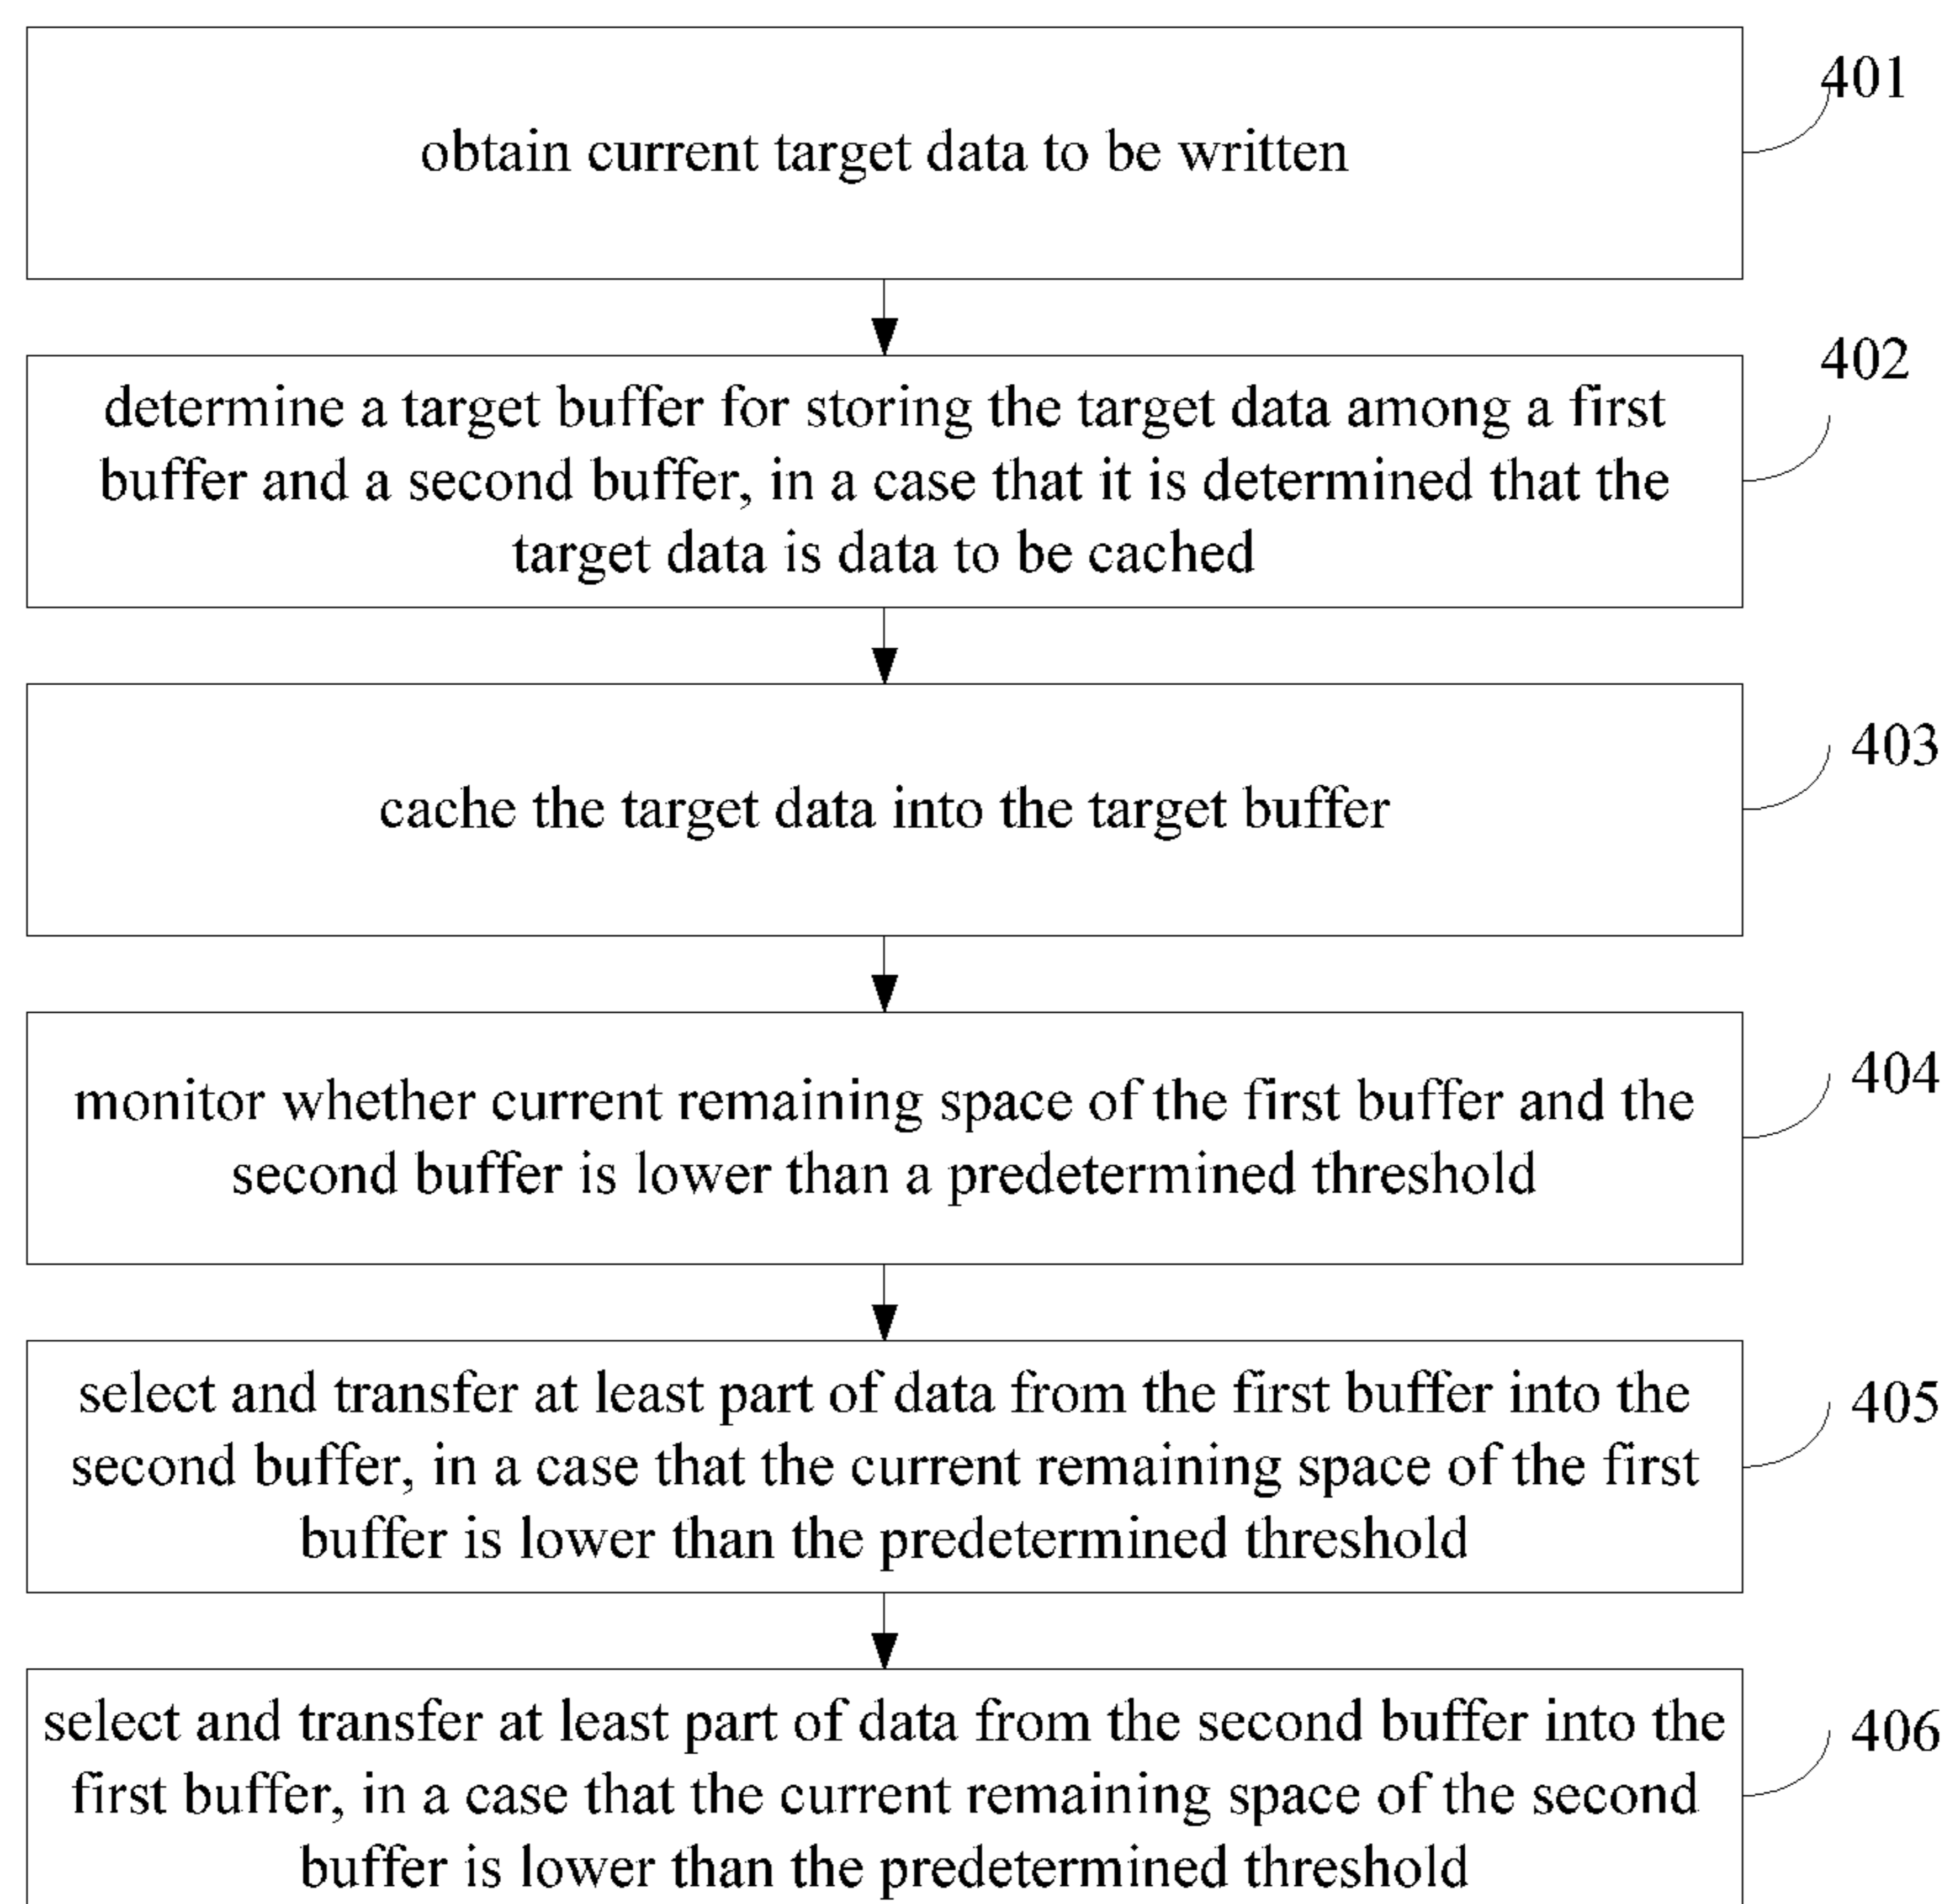 401
obtain current target data to be written
402
determine a target buffer for storing the target data among a first
buffer and a second buffer, in a case that it is determined that the
target data is data to be cached
403
cache the target data into the target buffer
404
monitor whether current remaining space of the first buffer and the
second buffer is lower than a predetermined threshold
405
select and transfer at least part of data from the first buffer into the
second buffer, in a case that the current remaining space of the first
buffer is lower than the predetermined threshold
406
select and transfer at least part of data from the second buffer into the
first buffer, in a case that the current remaining space of the second
buffer is lower than the predetermined threshold